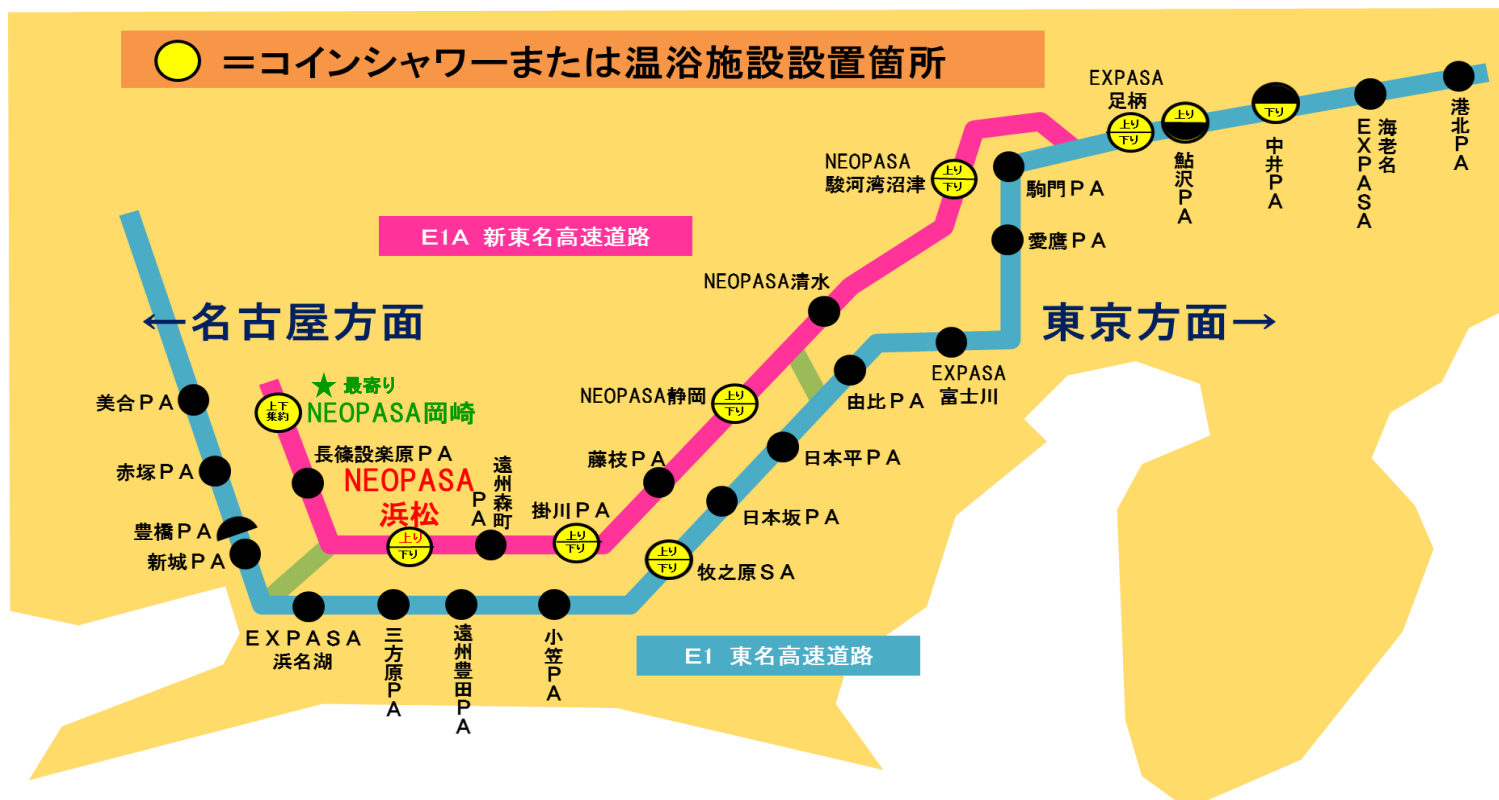 ＝コインシャワーまたは温浴施設設置箇所
EXPASA
足柄
上り
下り
上り
鮎沢ＰＡ
下り
中井ＰＡ
海老名
ＥＸＰＡＳＡ
港北ＰＡ
NEOPASA
駿河湾沼津
上り
下り
駒門ＰＡ
愛鷹ＰＡ
E1A 新東名高速道路
NEOPASA清水
←名古屋方面
東京方面→
EXPASA
富士川
★ 最寄り
NEOPASA岡崎
上下
集約
美合ＰＡ
NEOPASA静岡
上り
下り
由比ＰＡ
長篠設楽原ＰＡ
赤塚ＰＡ
NEOPASA
浜松
上り
下り
遠州森町
ＰＡ
藤枝ＰＡ
日本平ＰＡ
掛川ＰＡ
上り
下り
日本坂ＰＡ
豊橋ＰＡ
新城ＰＡ
上り
下り
牧之原ＳＡ
ＥＸＰＡＳＡ
浜名湖
三方原ＰＡ
遠州豊田ＰＡ
小笠ＰＡ
E1 東名高速道路